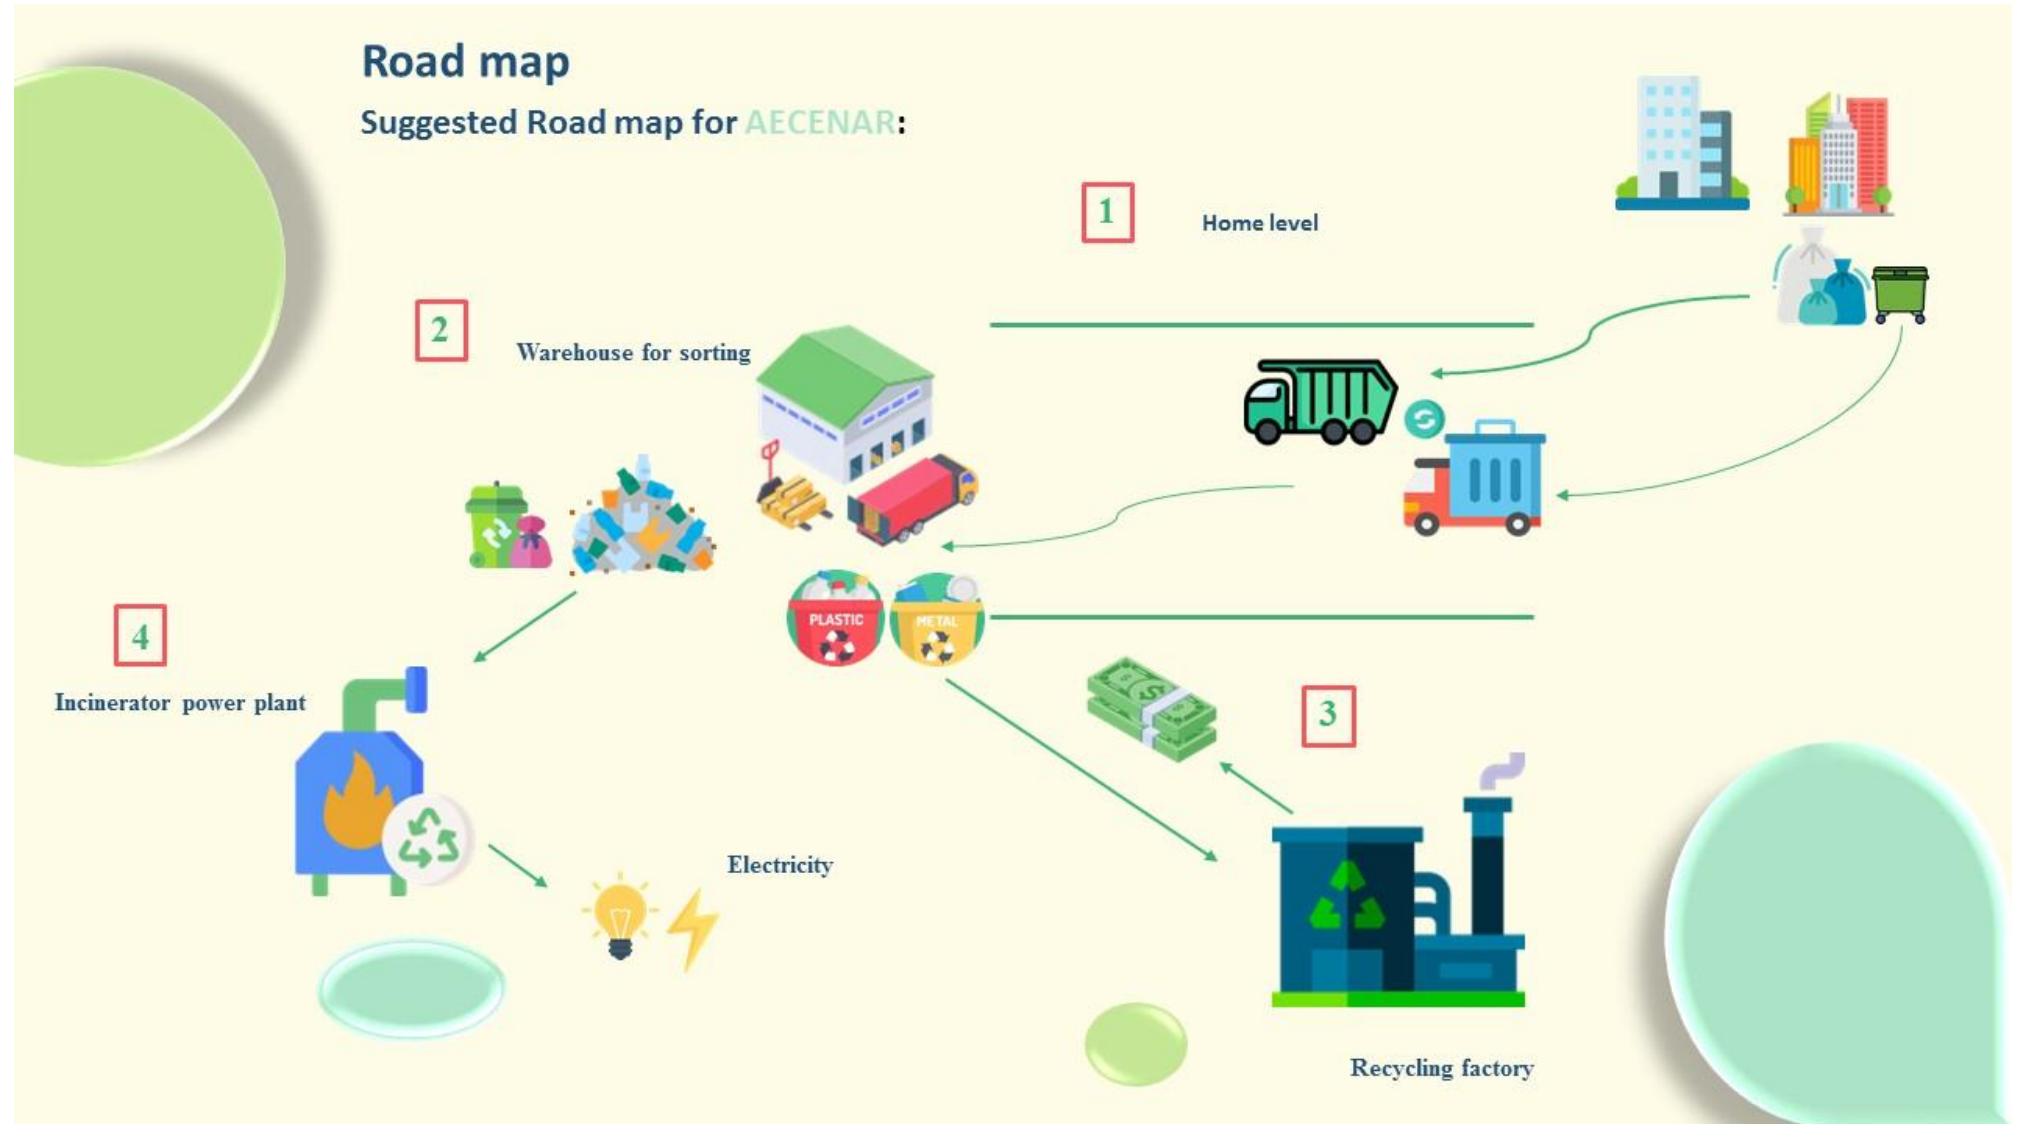 Road map
Suggested Road map for AECENAR:
1
Home level
2
Warehouse for sorting
PLASTIC
METAL
4
Incinerator power plant
3
Electricity
Recycling factory